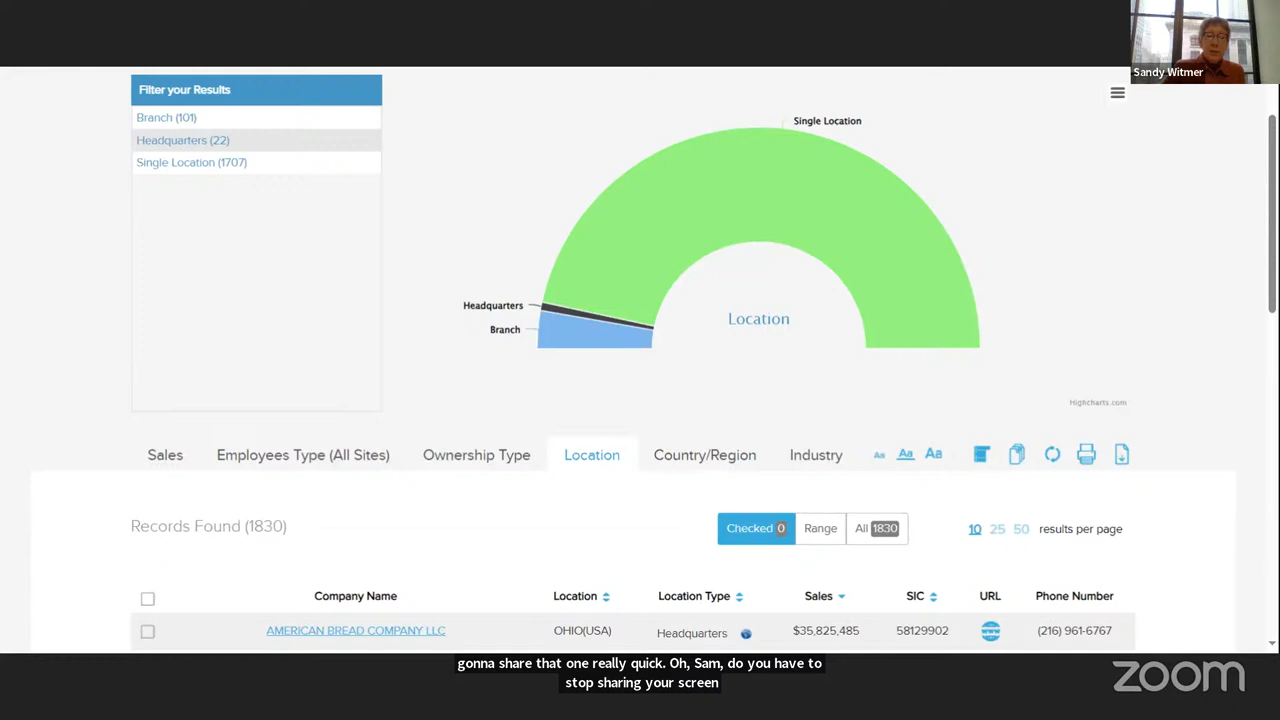 Sandy Witmer
Filter your Results
Branch (101)
Headquarters (22)
Single Location (1707)
Single Location
Headquarters
Branch
Location
Highcharts.com
Sales Employees Type (All Sites) Ownership Type Location Country/Region Industry Aa Aa Aa
Records Found (1830)
Checked 0 Range All 1830
10 25 50 results per page
Company Name Location Location Type Sales SIC URL Phone Number
AMERICAN BREAD COMPANY LLC OHIO(USA) Headquarters $35,825,485 58129902 (216) 961-6767
gonna share that one really quick. Oh, Sam, do you have to
stop sharing your screen
zoom